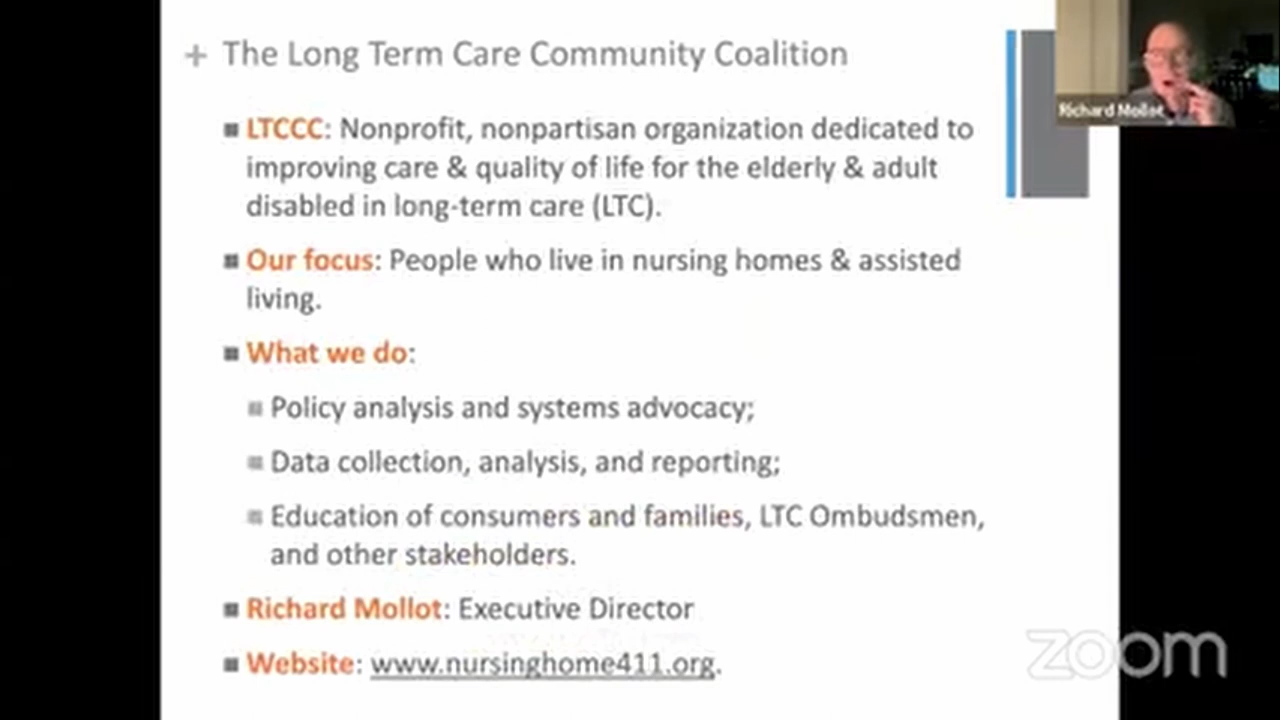 + The Long Term Care Community Coalition
Richard Mollot
LTCCC: Nonprofit, nonpartisan organization dedicated to
improving care & quality of life for the elderly & adult
disabled in long-term care (LTC).
Our focus: People who live in nursing homes & assisted
living.
What we do:
Policy analysis and systems advocacy;
Data collection, analysis, and reporting;
Education of consumers and families, LTC Ombudsmen,
and other stakeholders.
Richard Mollot: Executive Director
Website: www.nursinghome411.org.
zoom